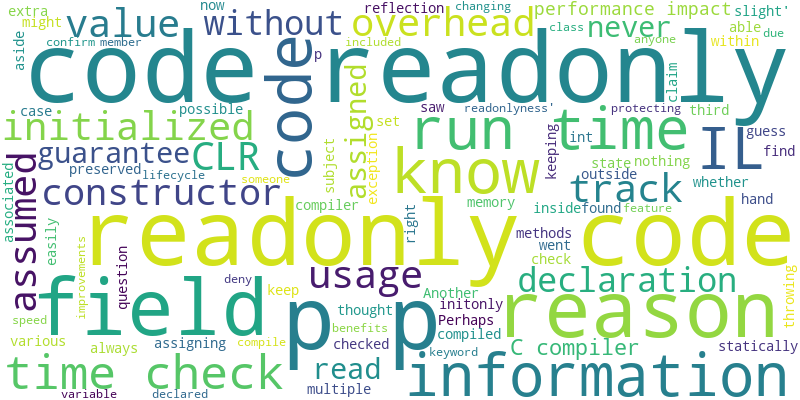 extra
now
reflection
changing
performance impact
slight'
might
value
without
overhead
class
never
able
due
aside
confirm
member
included
anyone
within
code
readonly
p
code
claim
case
possible
saw
readonlyness'
protecting
third
initialized
assigned
set
run
time
IL
guess
guarantee
CLR
exception
keeping
int
state
nothing
find
preserved
lifecycle
subject
know
outside
whether
assumed
constructor
someone
track
hand
associated
compiler
memory
inside
found
feature
easily
readonly
right
code
methods
went
check
improvements
question
deny
usage
declaration
throwing
field
keep
p
p
Another
initonly
reason
speed
thought
Perhaps
compiled
various
always
assigning
benefits
compile
checked
keyword
C compiler
statically
time check
read
information
variable
declared
multiple